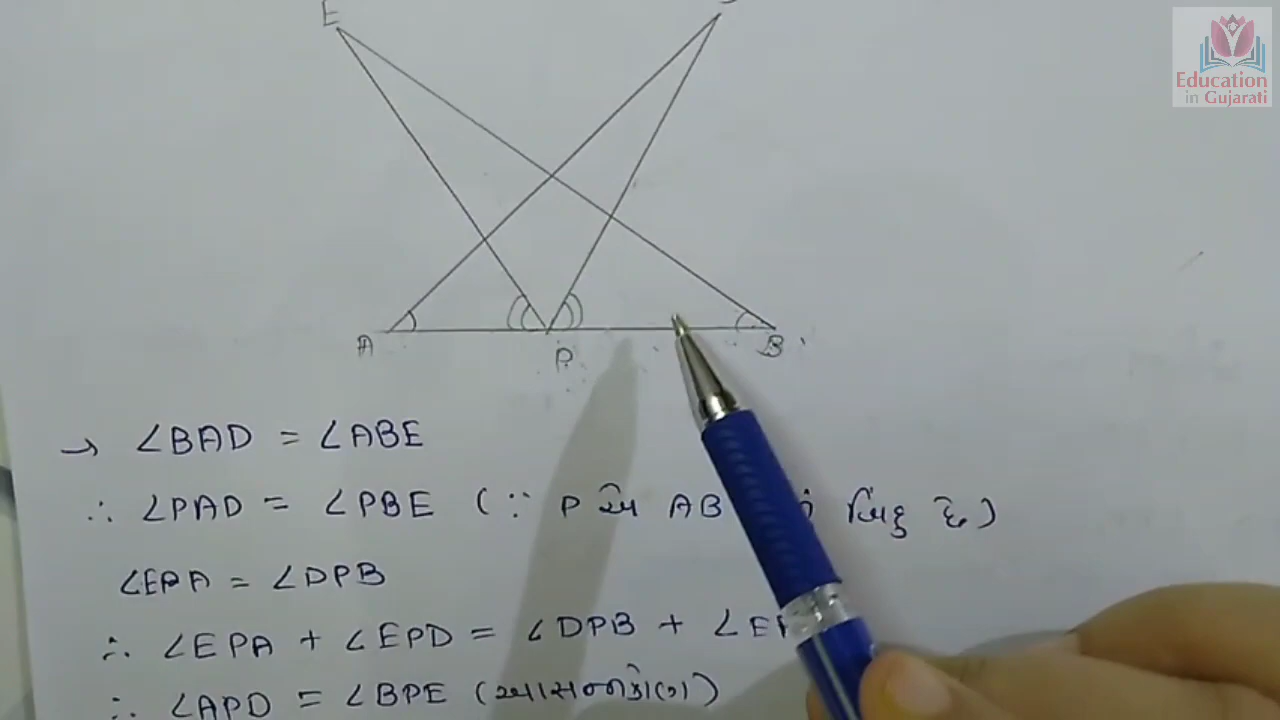 E
Education
in Gujarati
A
P
B
→ ∠BAD = ∠ABE
∴ ∠PAD = ∠PBE (∵ P એ AB બિંદુ છે)
∠EPA = ∠DPB
∴ ∠EPA + ∠EPD = ∠DPB +
∴ ∠APD = ∠BPE